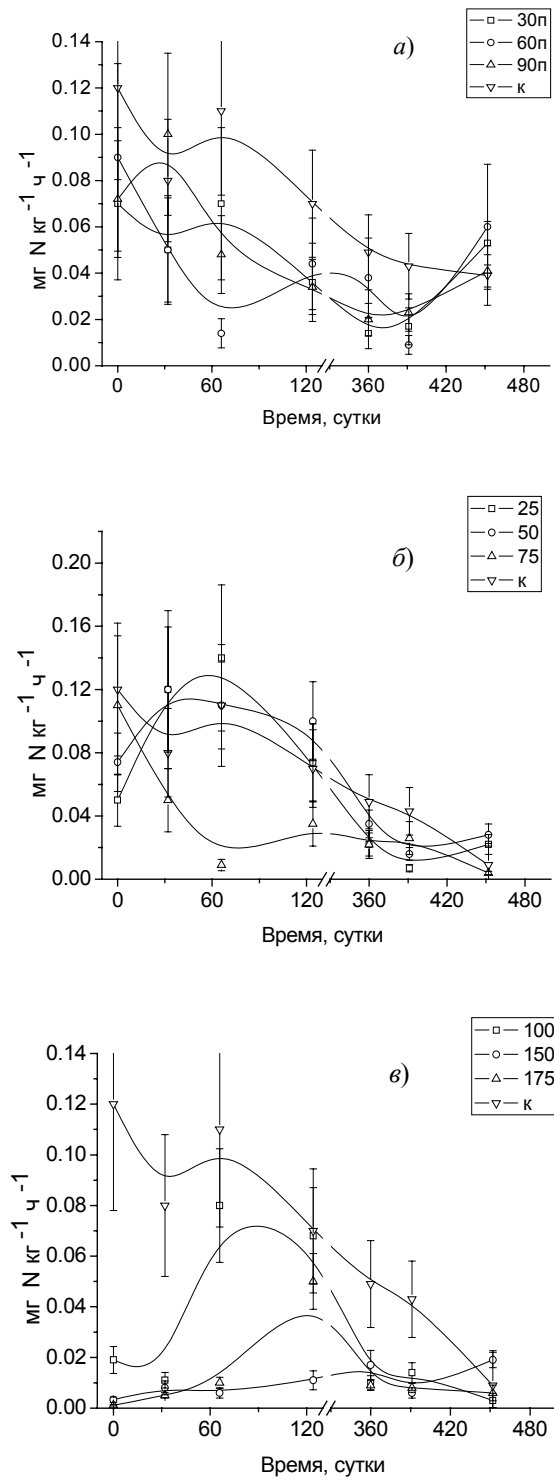 30п
60п
90п
к
а)
0.14
0.12
0.10
0.08
0.06
0.04
0.02
0.00
мг N кг⁻¹ ч⁻¹
0 60 120 360 420 480
Время, сутки
25
50
75
к
б)
0.20
0.16
0.12
0.08
0.04
0.00
мг N кг⁻¹ ч⁻¹
0 60 120 360 420 480
Время, сутки
100
150
175
к
в)
0.14
0.12
0.10
0.08
0.06
0.04
0.02
0.00
мг N кг⁻¹ ч⁻¹
0 60 120 360 420 480
Время, сутки